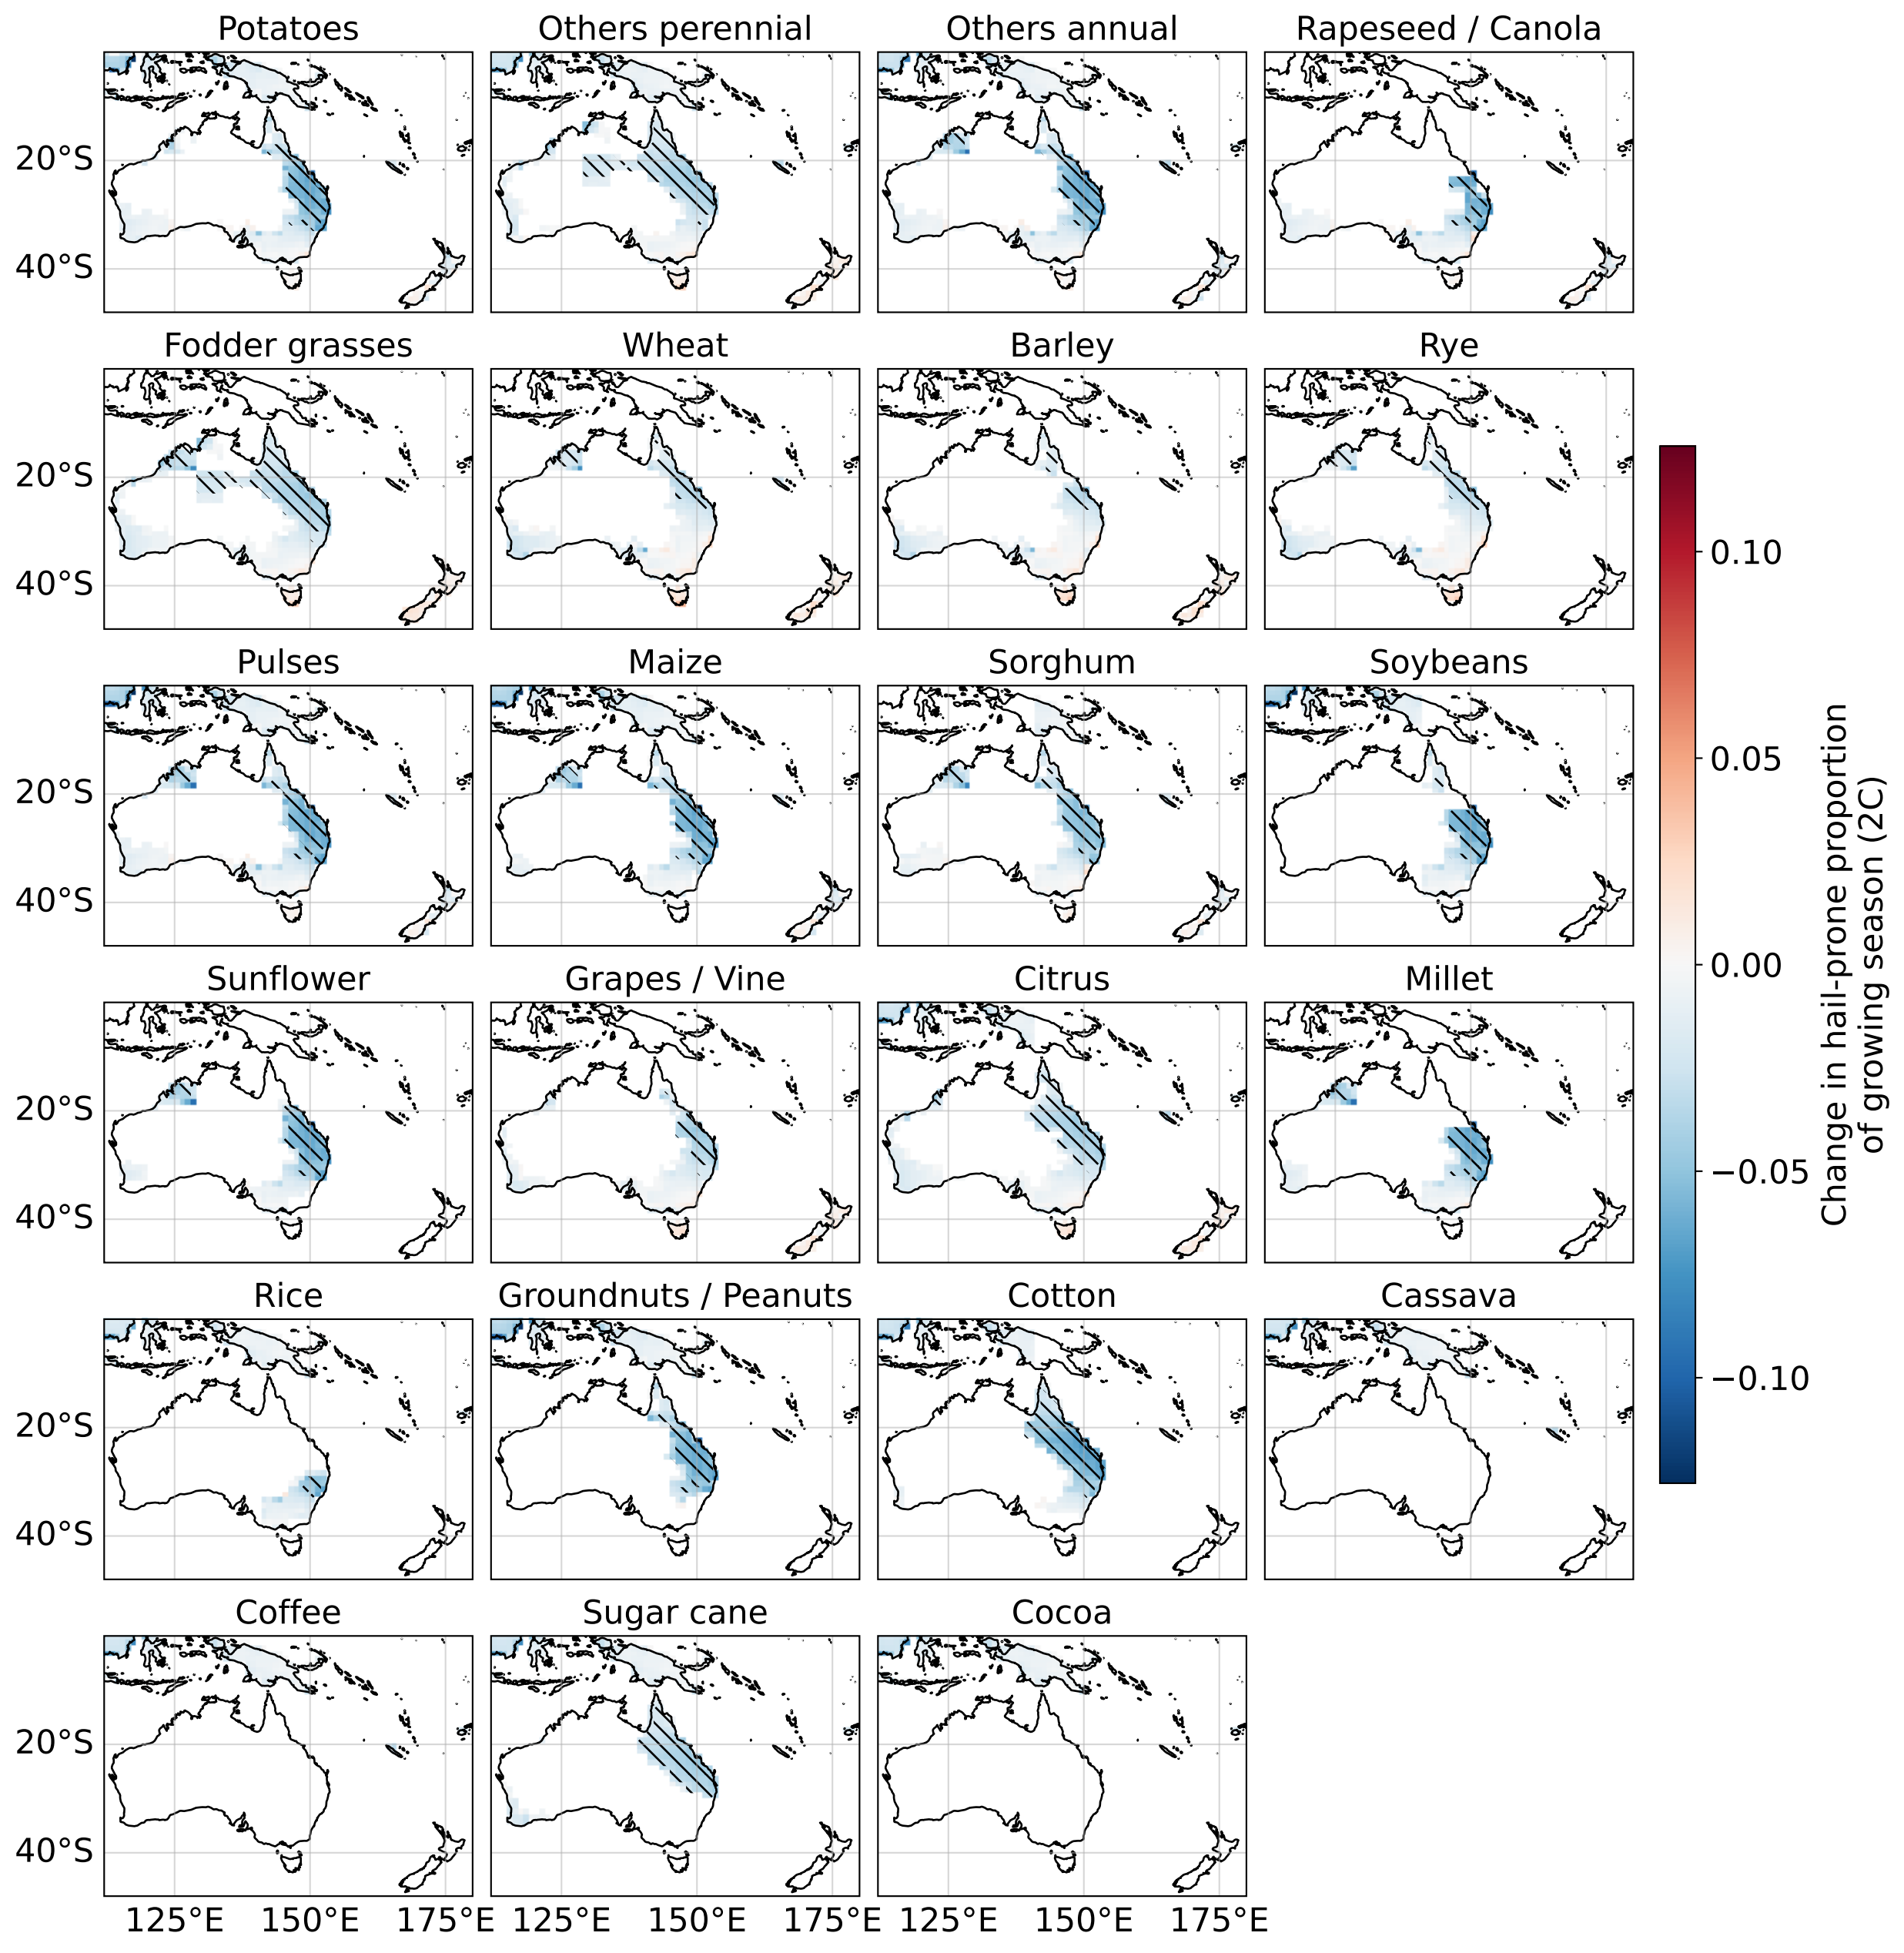 Potatoes Others perennial Others annual Rapeseed / Canola
20°S
40°S
Fodder grasses Wheat Barley Rye
20°S
40°S
Pulses Maize Sorghum Soybeans
20°S
40°S
Sunflower Grapes / Vine Citrus Millet
20°S
40°S
Rice Groundnuts / Peanuts Cotton Cassava
20°S
40°S
Coffee Sugar cane Cocoa
20°S
40°S
125°E 150°E 175°E 125°E 150°E 175°E 125°E 150°E 175°E
0.10
0.05
0.00
−0.05
−0.10
Change in hail-prone proportion
of growing season (2C)